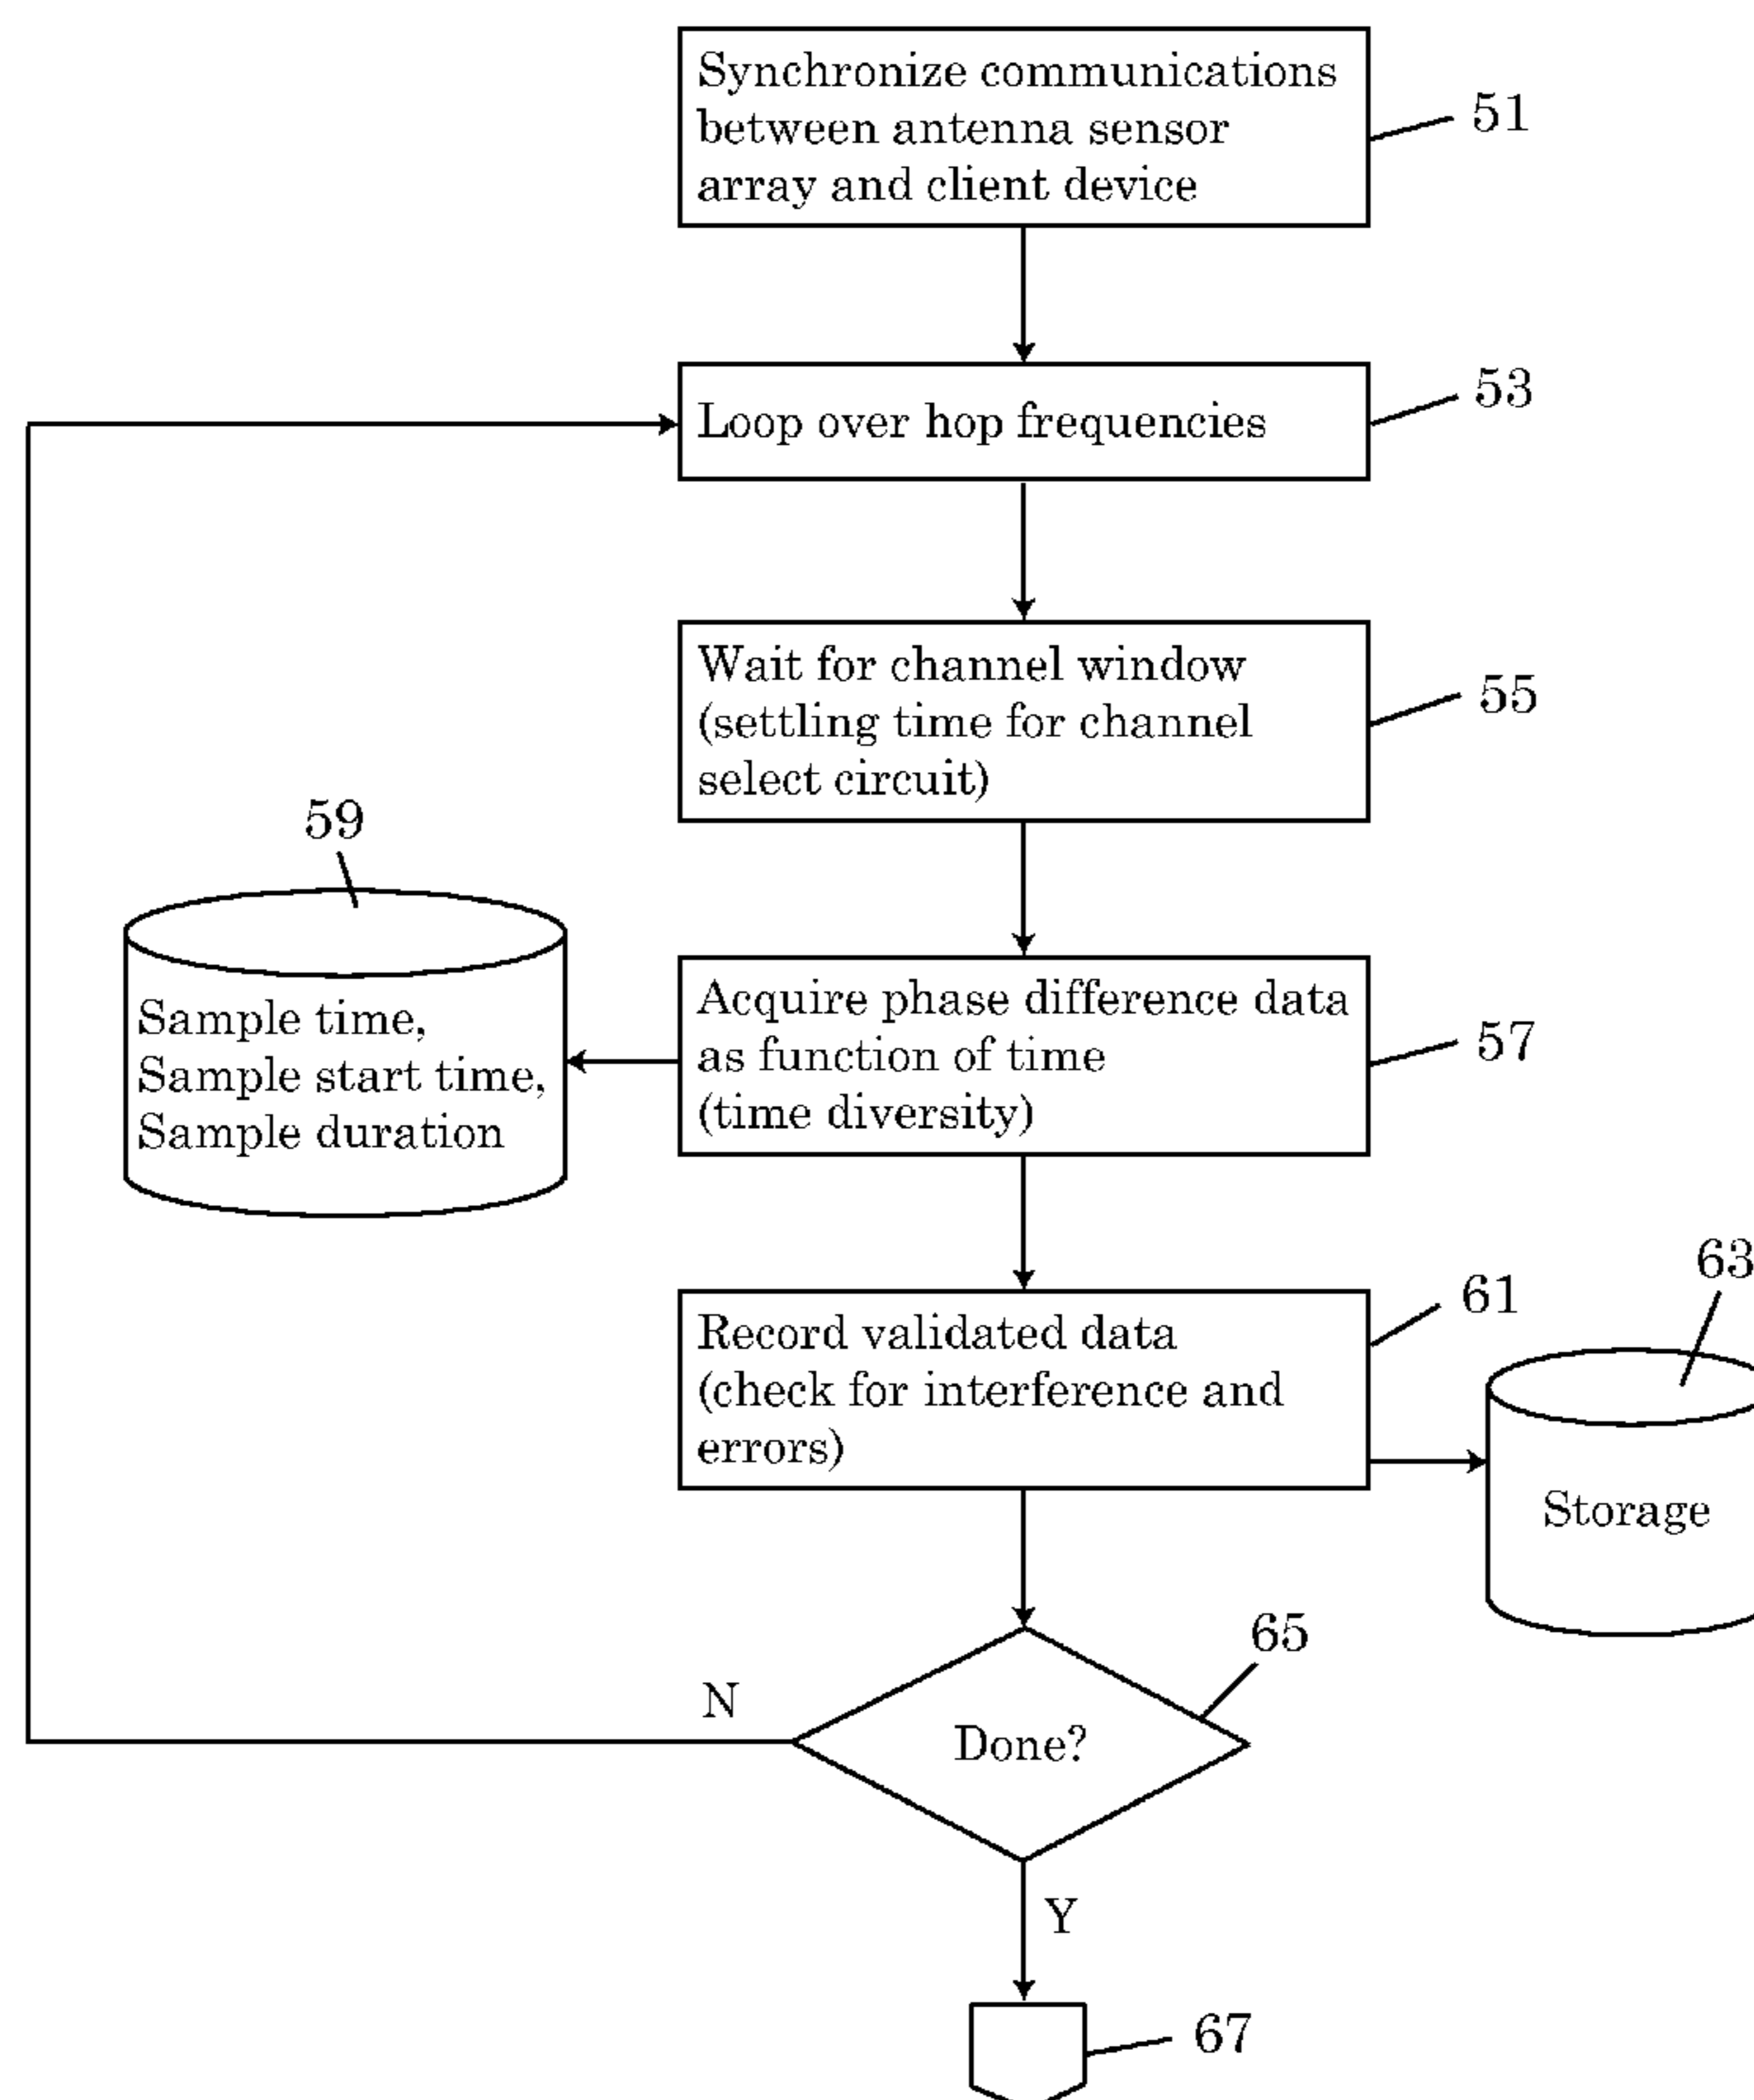 Synchronize communications
between antenna sensor
array and client device
51
Loop over hop frequencies
53
Wait for channel window
(settling time for channel
select circuit)
55
59
Sample time,
Sample start time,
Sample duration
Acquire phase difference data
as function of time
(time diversity)
57
Record validated data
(check for interference and
errors)
61
63
Storage
65
N
Done?
Y
67